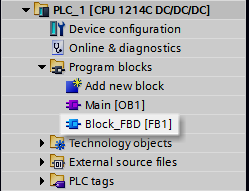 PLC_1 [CPU 1214C DC/DC/DC]
Device configuration
Online & diagnostics
Program blocks
Add new block
Main [OB1]
Block_FBD [FB1]
Technology objects
External source files
PLC tags